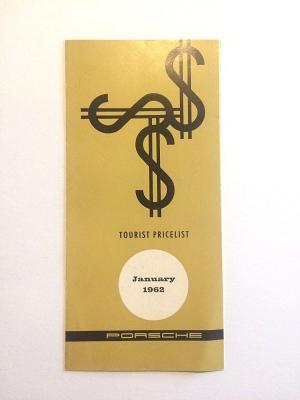 $
$
$
TOURIST PRICELIST
January
1962
PORSCHE